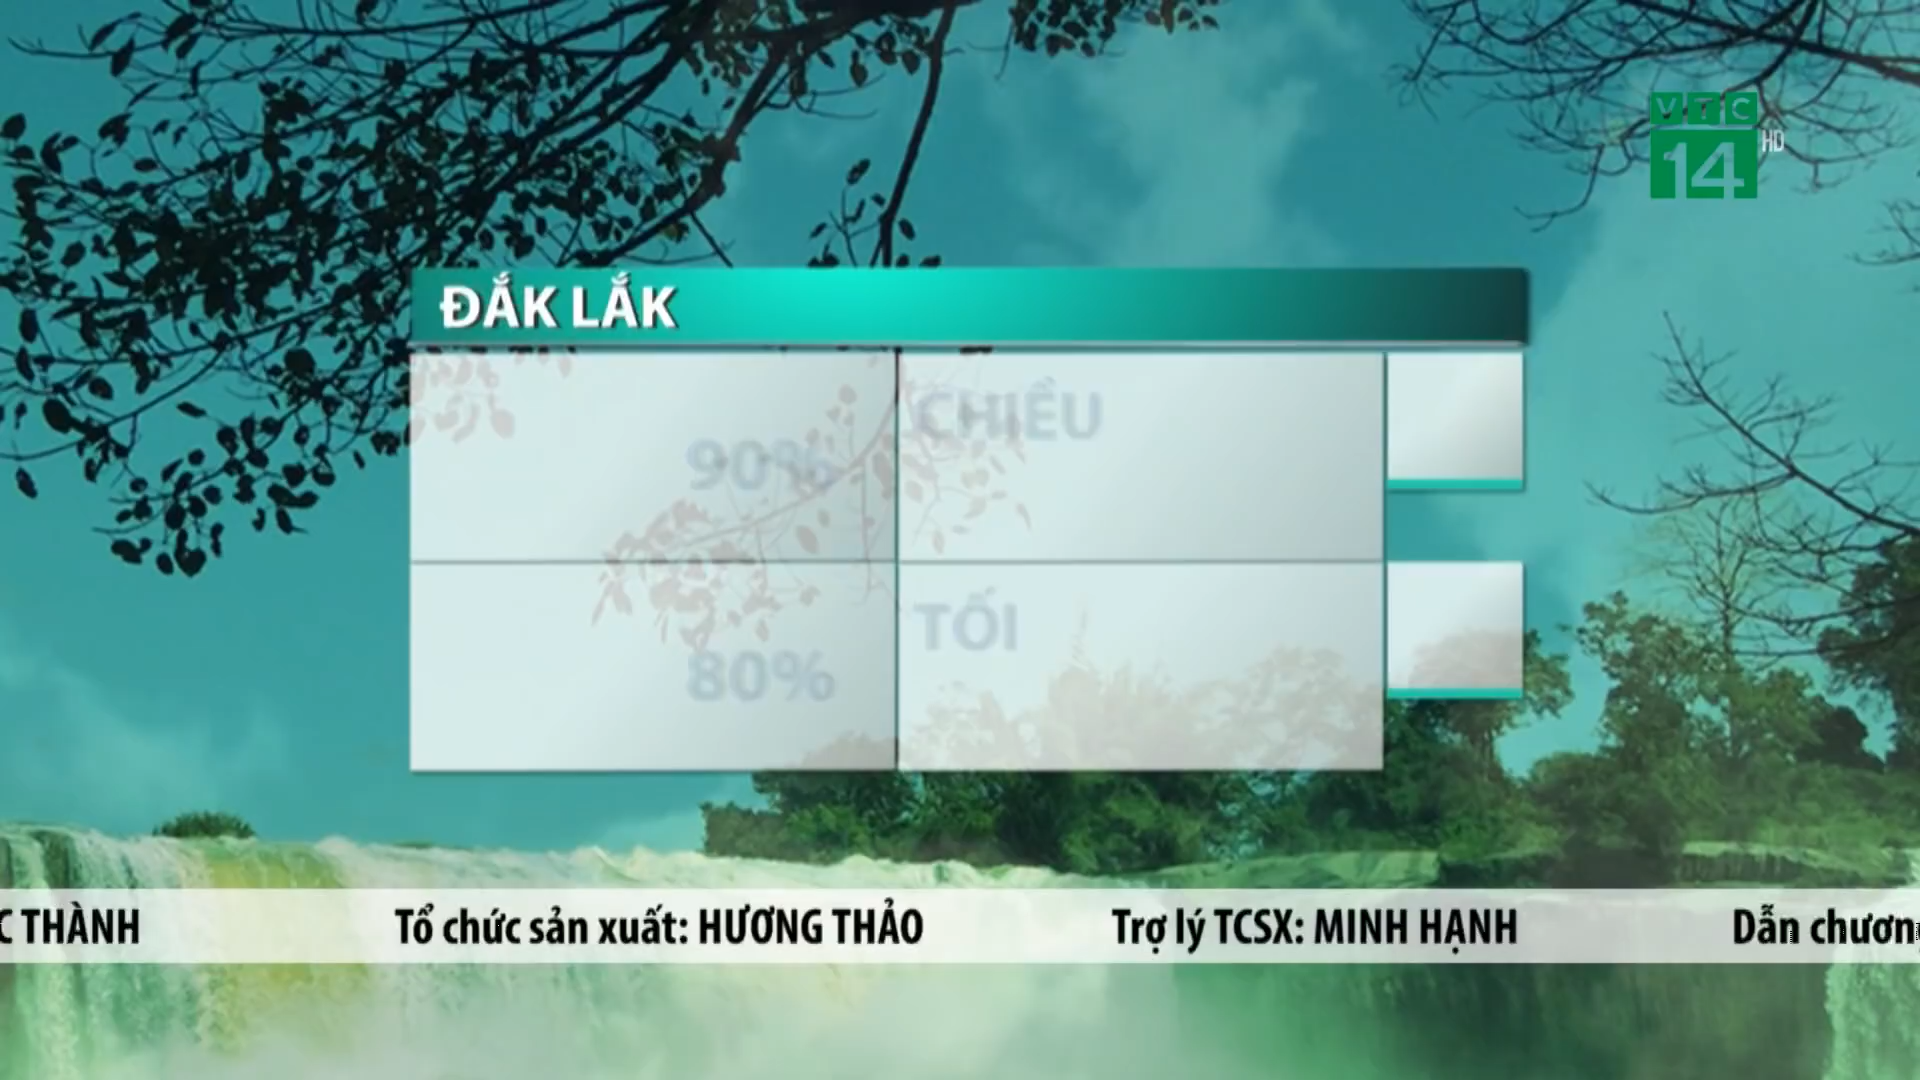 VTC
14 HD
ĐẮK LẮK
90%
CHIỀU
80%
TỐI
C THÀNH Tổ chức sản xuất: HƯƠNG THẢO Trợ lý TCSX: MINH HẠNH Dẫn chương